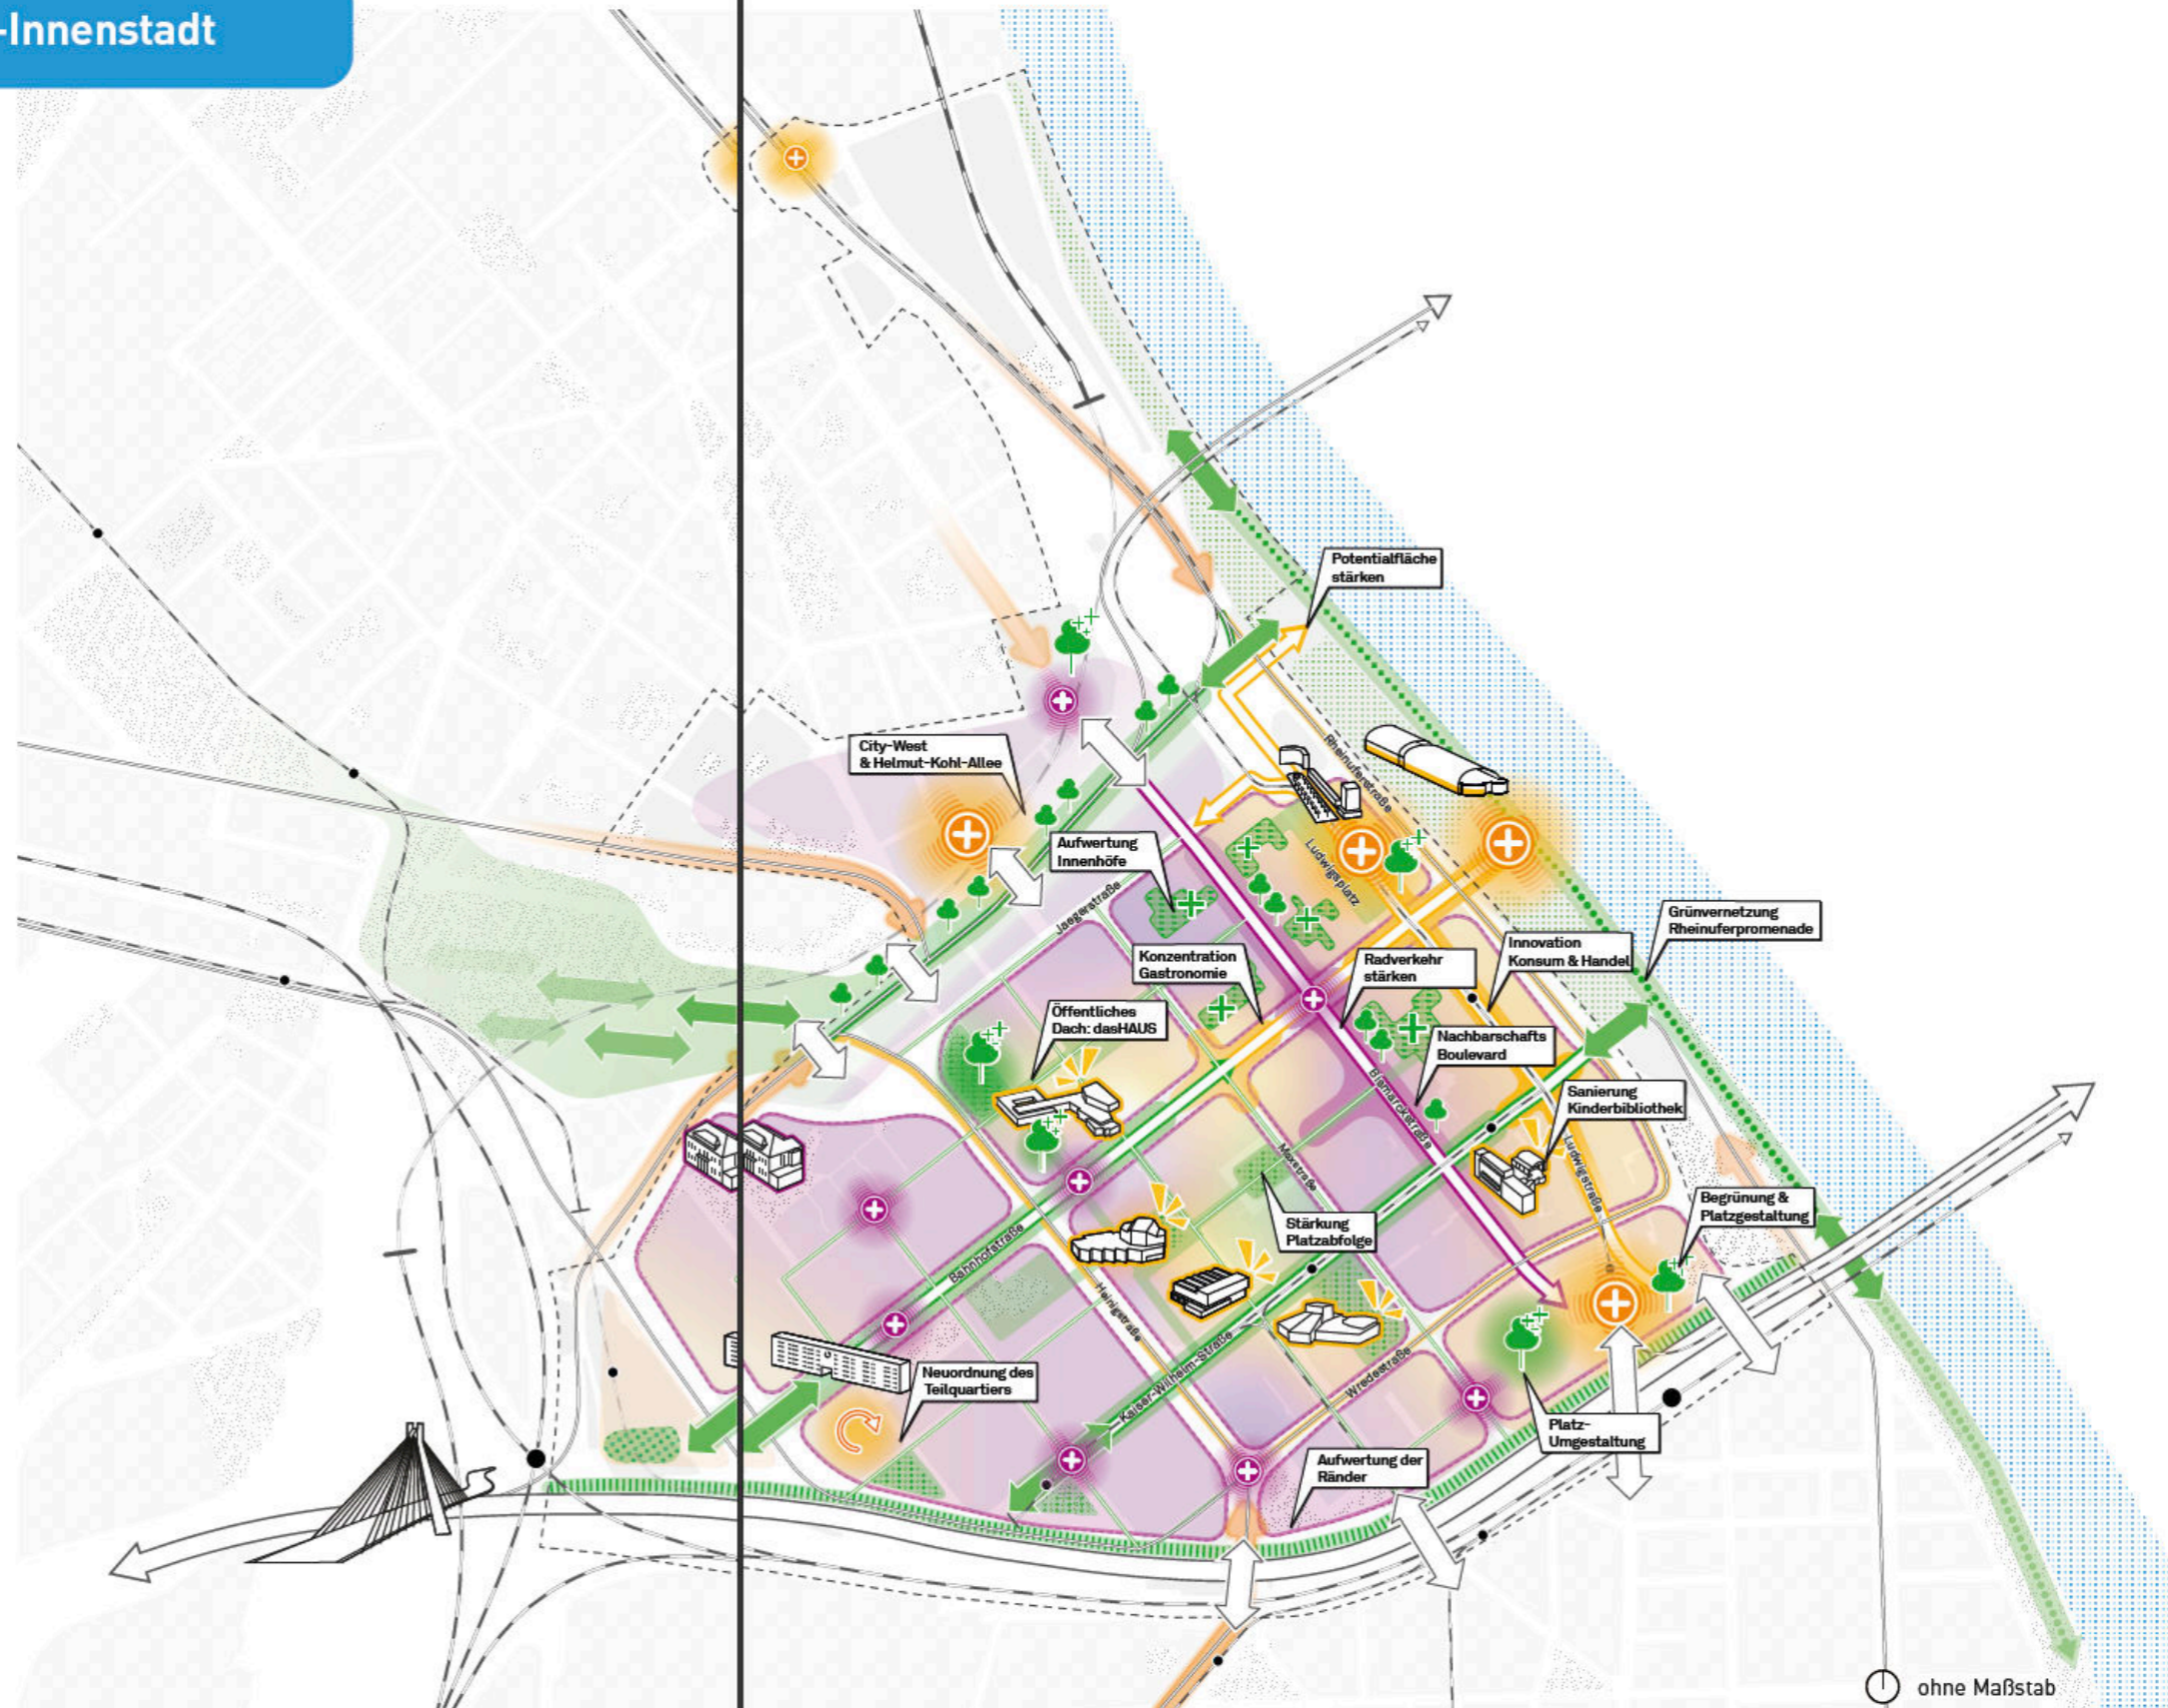 -Innenstadt
Potentialfläche
stärken
City-West
& Helmut-Kohl-Allee
Rheinuferstraße
Aufwertung
Innenhöfe
Ludwigsplatz
Jaegerstraße
Grünvernetzung
Rheinuferpromenade
Innovation
Konsum & Handel
Konzentration
Gastronomie
Radverkehr
stärken
Öffentliches
Dach: dasHAUS
Nachbarschafts
Boulevard
Bismarckstraße
Sanierung
Kinderbibliothek
Ludwigstraße
Maxstraße
Begrünung &
Platzgestaltung
Stärkung
Platzabfolge
Bahnhofstraße
Heinigstraße
Kaiser-Wilhelm-Straße
Wredestraße
Neuordnung des
Teilquartiers
Platz-
Umgestaltung
Aufwertung der
Ränder
ohne Maßstab